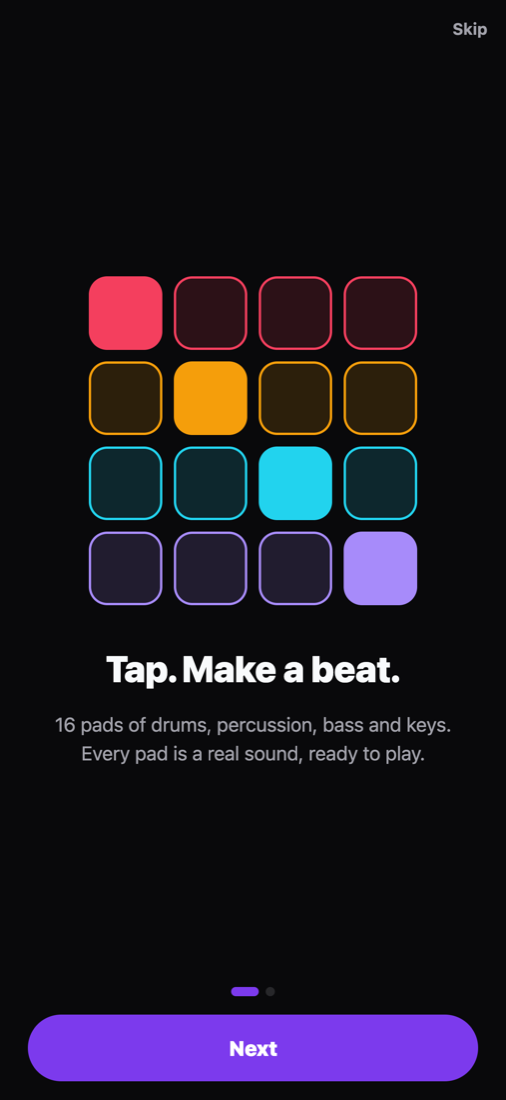 Skip
Tap. Make a beat.
16 pads of drums, percussion, bass and keys.
Every pad is a real sound, ready to play.
Next